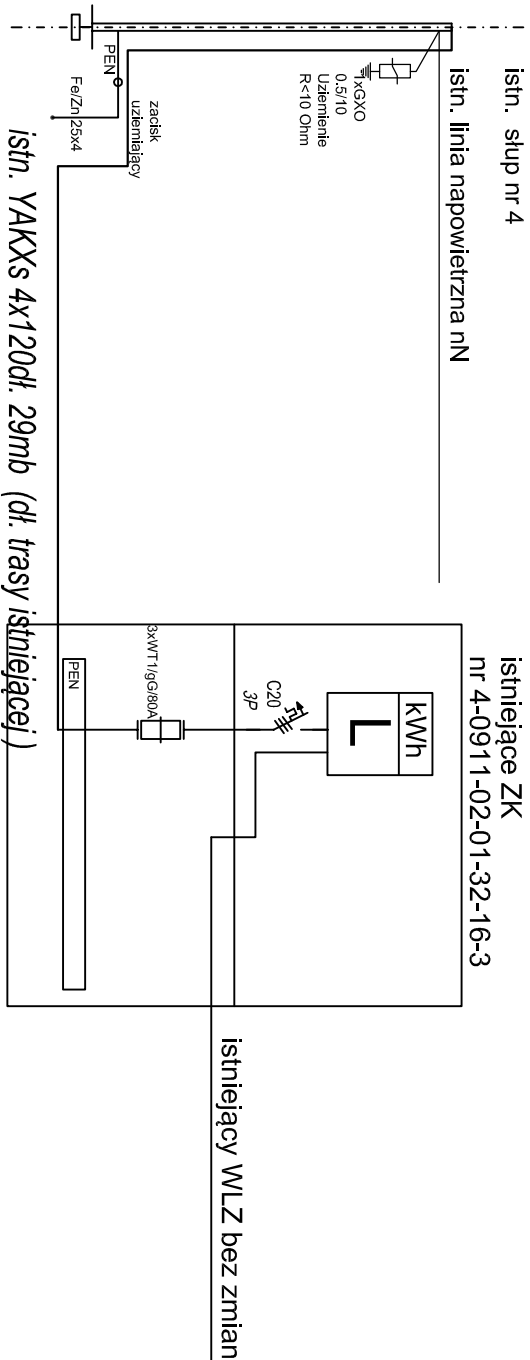 istn. słup nr 4
istn. linia napowietrzna nN
1xGXO
0.5/10
Uziemienie
R<10 Ohm
PEN
Fe/Zn 25x4
zacisk
uziemiający
istn. YAKXs 4x120dł. 29mb (dł. trasy istniejącej)
istniejące ZK
nr 4-0911-02-01-32-16-3
kWh
L
C20
3P
3xWT1/gG/80A
PEN
istniejący WLZ bez zmian